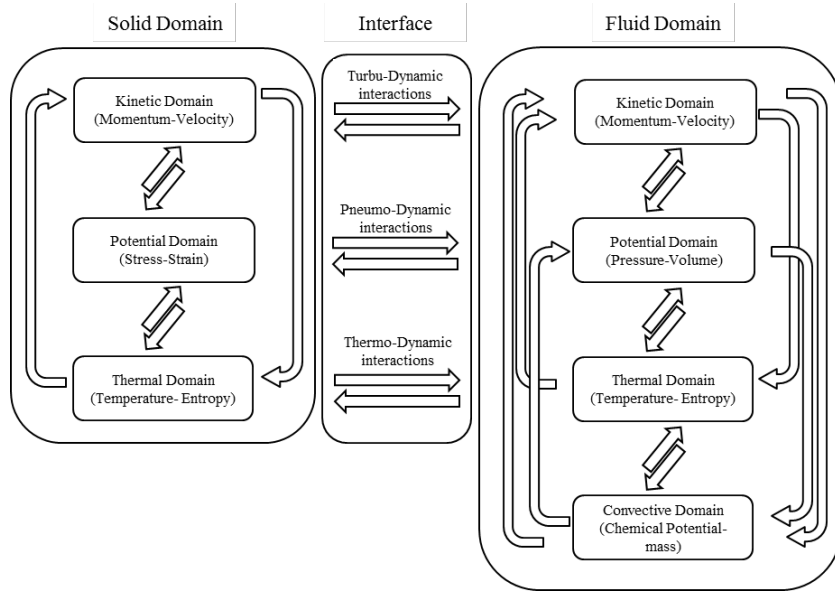 Solid Domain
Interface
Fluid Domain
Kinetic Domain
(Momentum-Velocity)
Potential Domain
(Stress-Strain)
Thermal Domain
(Temperature- Entropy)
Turbu-Dynamic
interactions
Pneumo-Dynamic
interactions
Thermo-Dynamic
interactions
Kinetic Domain
(Momentum-Velocity)
Potential Domain
(Pressure-Volume)
Thermal Domain
(Temperature- Entropy)
Convective Domain
(Chemical Potential-
mass)